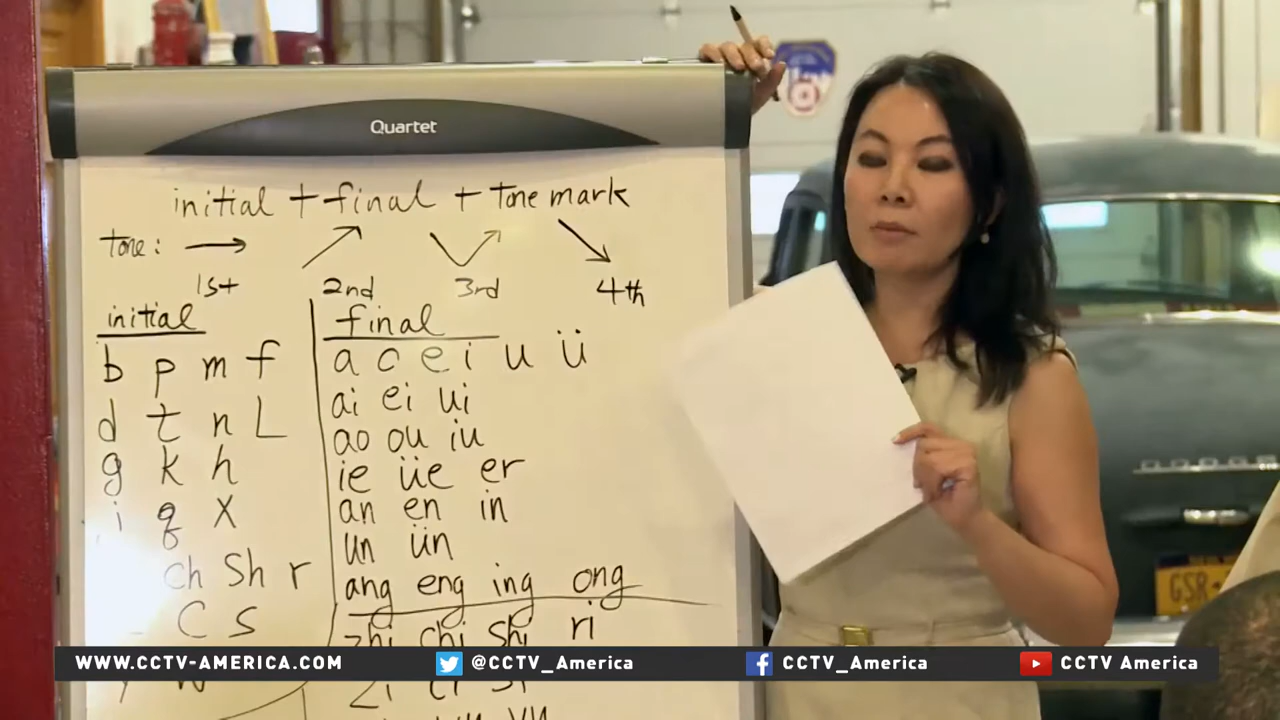 Quartet
initial + final + Tone mark
Tone:
1st 2nd 3rd 4th
initial final
b p m f a o e i u ü
d t n L ai ei ui
ao ou iu
g k h ie üe er
j q X an en in
un ün
ch Sh r ang eng ing ong
C S zhi chi Shi ri
WWW.CCTV-AMERICA.COM @CCTV_America CCTV_America CCTV America
GSR